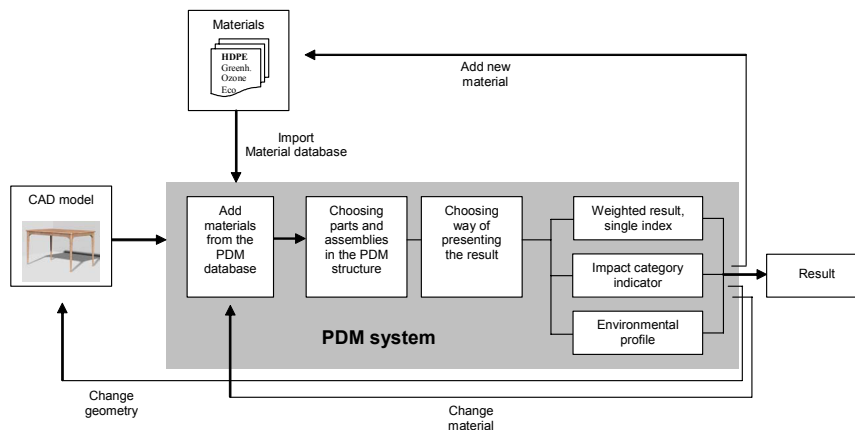 Materials
HDPE
Greenh.
Ozone
Eco
Add new
material
Import
Material database
CAD model
Add
materials
from the
PDM
database
Choosing
parts and
assemblies
in the PDM
structure
Choosing
way of
presenting
the result
Weighted result,
single index
Impact category
indicator
Environmental
profile
Result
PDM system
Change
geometry
Change
material